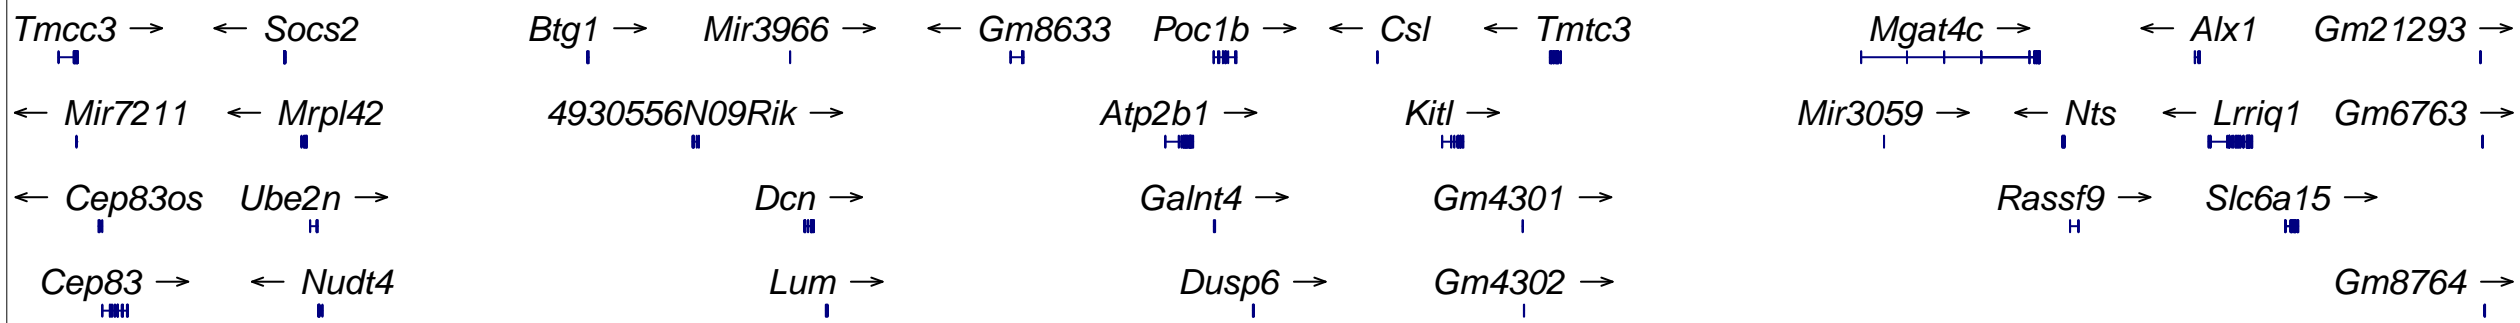 Tmcc3 → ← Socs2 Btg1 → Mir3966 → ← Gm8633 Poc1b → ← Csl ← Tmtc3 Mgat4c → ← Alx1 Gm21293 →
← Mir7211 ← Mrpl42 4930556N09Rik → Atp2b1 → Kitl → Mir3059 → ← Nts ← Lrriq1 Gm6763 →
← Cep83os Ube2n → Dcn → Galnt4 → Gm4301 → Rassf9 → Slc6a15 →
Cep83 → ← Nudt4 Lum → Dusp6 → Gm4302 → Gm8764 →